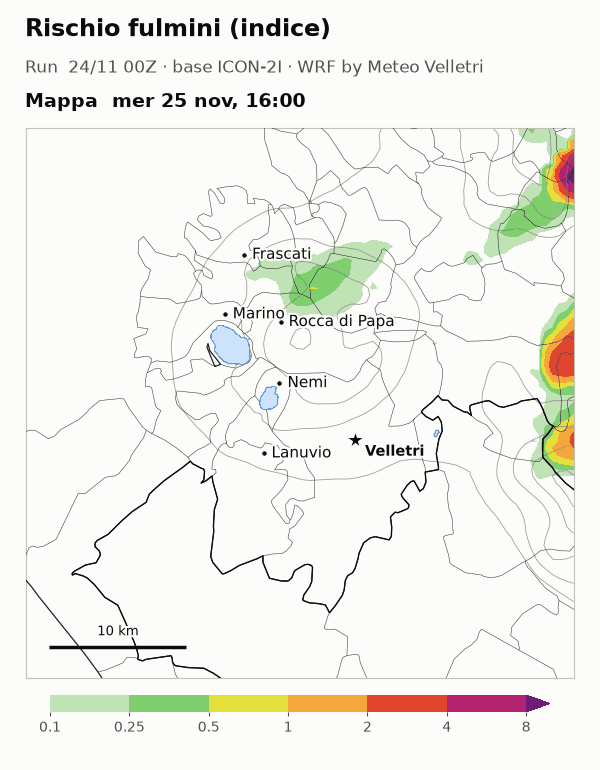 Rischio fulmini (indice)
Run  24/11 00Z · base ICON-2I · WRF by Meteo Velletri
Mappa  mer 25 nov, 16:00
Frascati
Marino
Rocca di Papa
Nemi
Velletri
Lanuvio
10 km
0.1 0.25 0.5 1 2 4 8